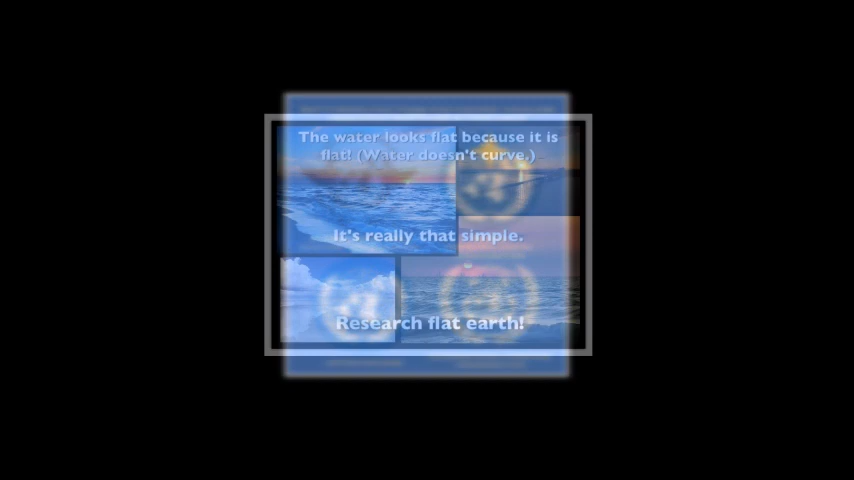 The water looks flat because it is
flat! (Water doesn't curve.)
It's really that simple.
Research flat earth!